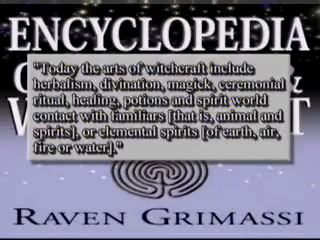 ENCYCLOPEDIA
"Today the arts of witchcraft include
herbalism, divination, magick, ceremonial
ritual, healing, potions and spirit world
contact with familiars [that is, animal and
spirits], or elemental spirits [of earth, air,
fire or water]."
RAVEN GRIMASSI